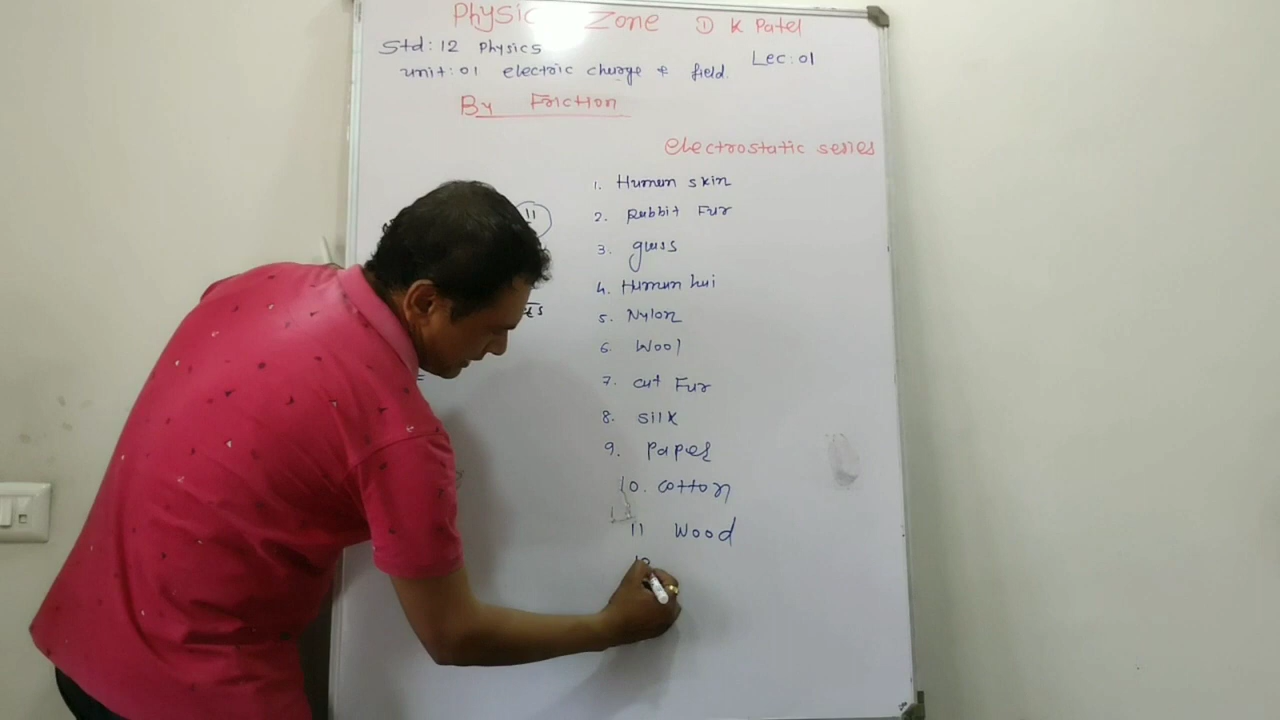 Physic Zone ① K Patel
Std: 12 Physics
Lec: 01
unit: 01 electric charge & field.
By Friction
electrostatic series
1. Human skin
2. Rabbit Fur
11
3. glass
4. Human hai
5. Nylon
6. Wool
7. cat Fur
8. Silk
9. Paper
10. cotton
11 Wood